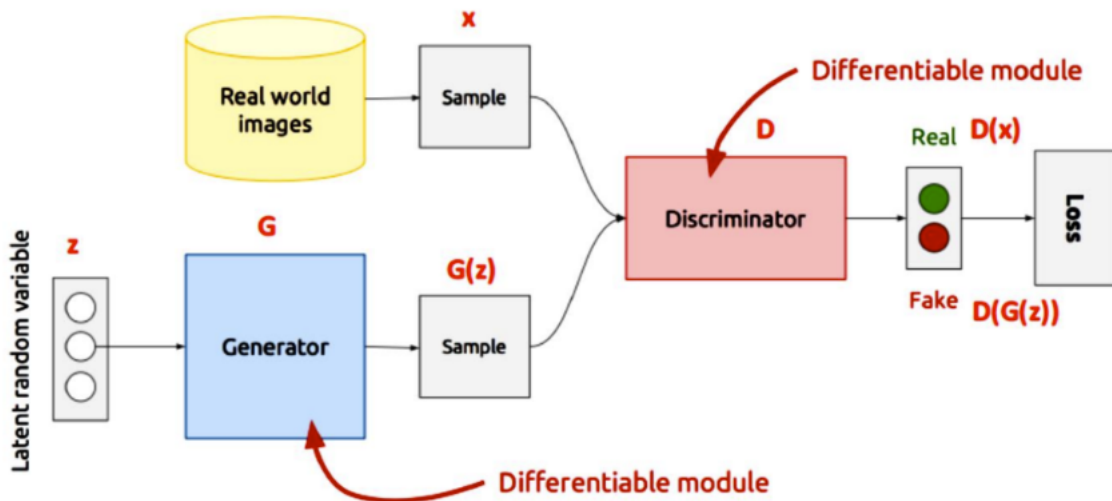 x
Real world
images
Sample
Differentiable module
D
Real
D(x)
Discriminator
Loss
Fake
D(G(z))
Latent random variable
z
G
Generator
G(z)
Sample
Differentiable module